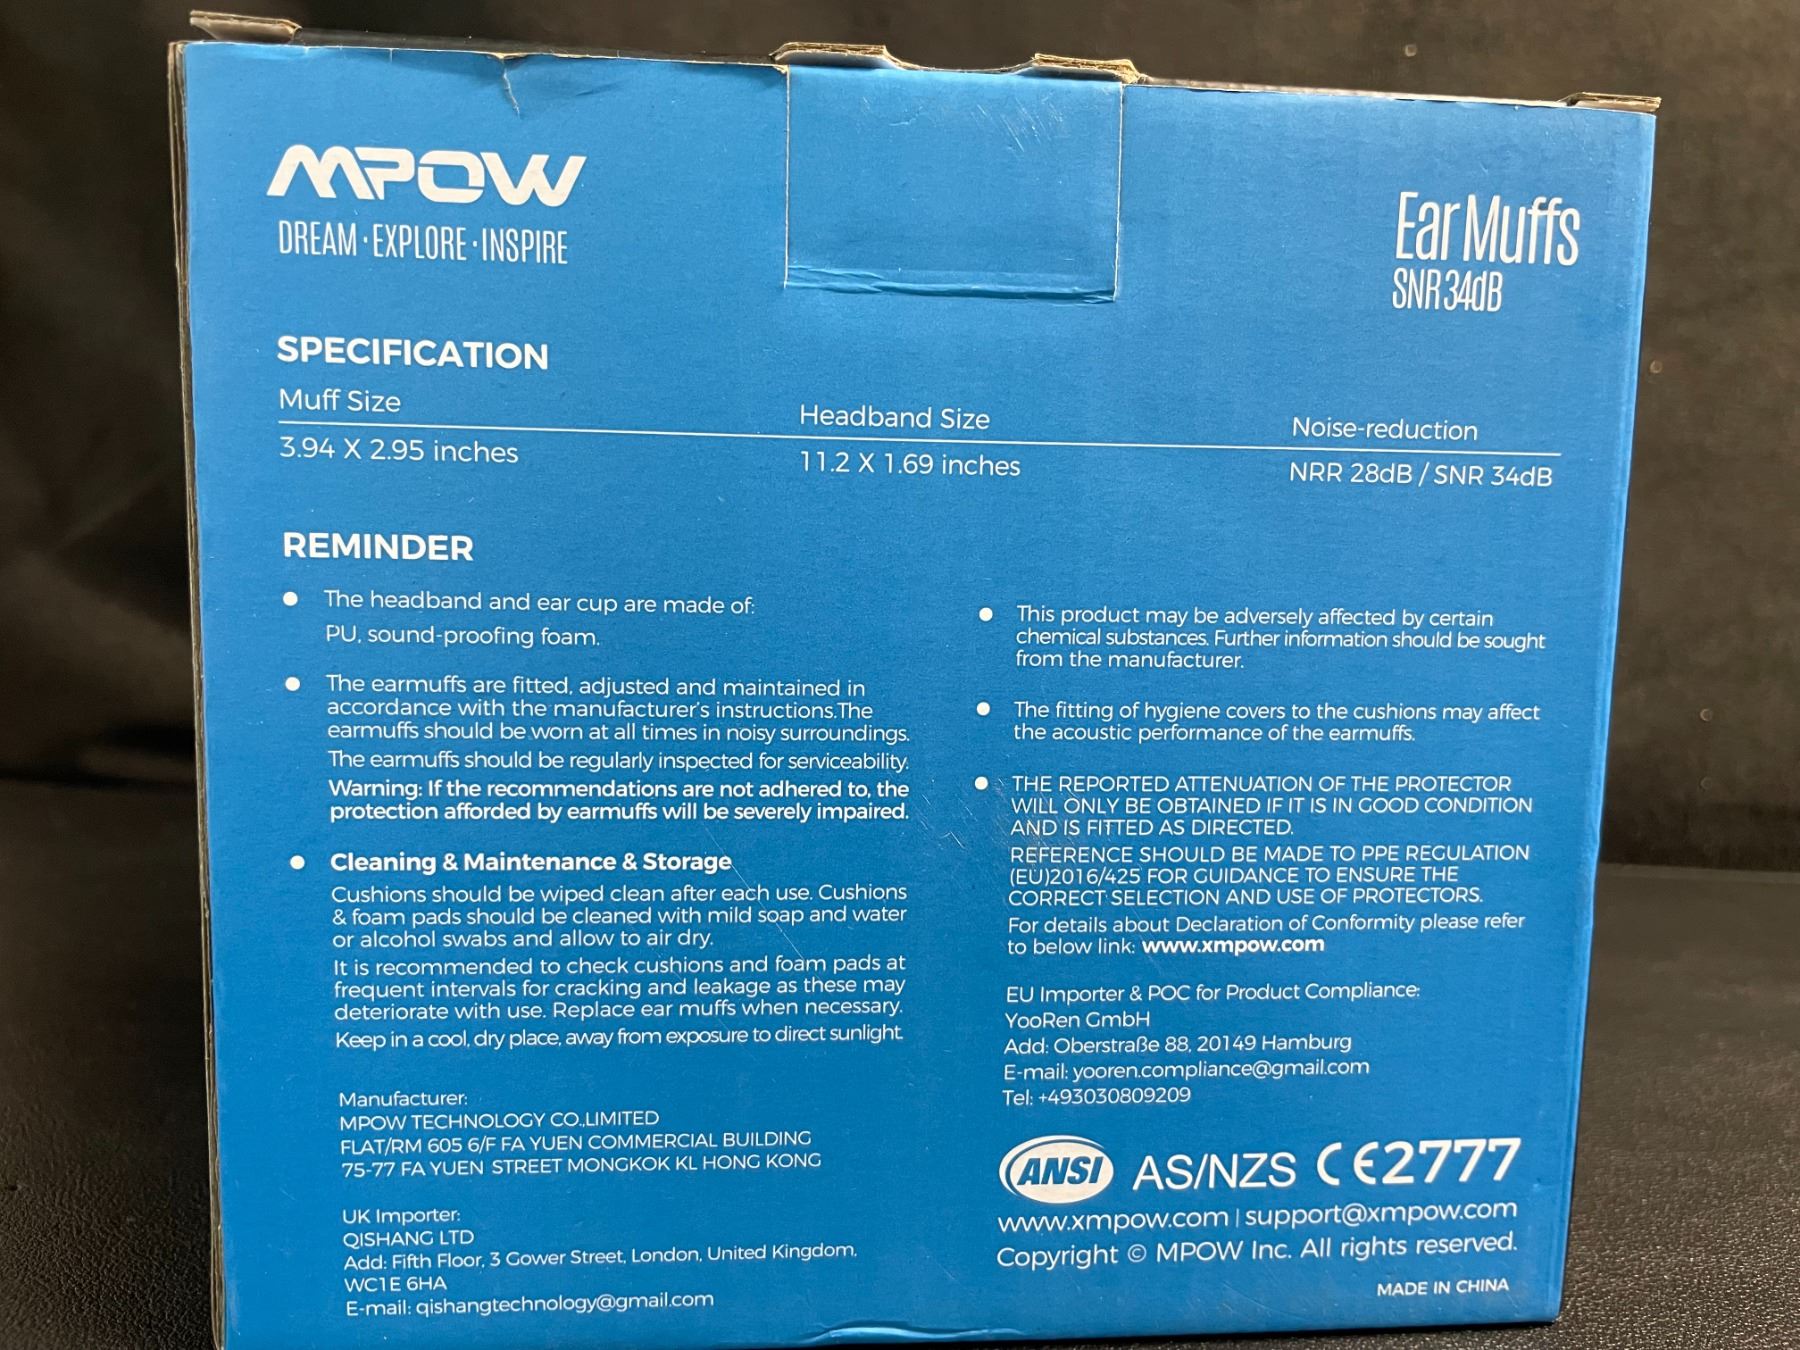 MPOW
DREAM · EXPLORE · INSPIRE
Ear Muffs
SNR 34dB
SPECIFICATION
Muff Size
Headband Size
Noise-reduction
3.94 X 2.95 inches
11.2 X 1.69 inches
NRR 28dB / SNR 34dB
REMINDER
The headband and ear cup are made of:
PU, sound-proofing foam.
The earmuffs are fitted, adjusted and maintained in
accordance with the manufacturer's instructions.The
earmuffs should be worn at all times in noisy surroundings.
The earmuffs should be regularly inspected for serviceability.
Warning: If the recommendations are not adhered to, the
protection afforded by earmuffs will be severely impaired.
Cleaning & Maintenance & Storage
Cushions should be wiped clean after each use. Cushions
& foam pads should be cleaned with mild soap and water
or alcohol swabs and allow to air dry.
It is recommended to check cushions and foam pads at
frequent intervals for cracking and leakage as these may
deteriorate with use. Replace ear muffs when necessary.
Keep in a cool, dry place, away from exposure to direct sunlight.
Manufacturer:
MPOW TECHNOLOGY CO.,LIMITED
FLAT/RM 605 6/F FA YUEN COMMERCIAL BUILDING
75-77 FA YUEN STREET MONGKOK KL HONG KONG
UK Importer:
QISHANG LTD
Add: Fifth Floor, 3 Gower Street, London, United Kingdom,
WC1E 6HA
E-mail: qishangtechnology@gmail.com
This product may be adversely affected by certain
chemical substances. Further information should be sought
from the manufacturer.
The fitting of hygiene covers to the cushions may affect
the acoustic performance of the earmuffs.
THE REPORTED ATTENUATION OF THE PROTECTOR
WILL ONLY BE OBTAINED IF IT IS IN GOOD CONDITION
AND IS FITTED AS DIRECTED.
REFERENCE SHOULD BE MADE TO PPE REGULATION
(EU)2016/425 FOR GUIDANCE TO ENSURE THE
CORRECT SELECTION AND USE OF PROTECTORS.
For details about Declaration of Conformity please refer
to below link: www.xmpow.com
EU Importer & POC for Product Compliance:
YooRen GmbH
Add: Oberstraße 88, 20149 Hamburg
E-mail: yooren.compliance@gmail.com
Tel: +493030809209
ANSI AS/NZS CE2777
www.xmpow.com | support@xmpow.com
Copyright © MPOW Inc. All rights reserved.
MADE IN CHINA